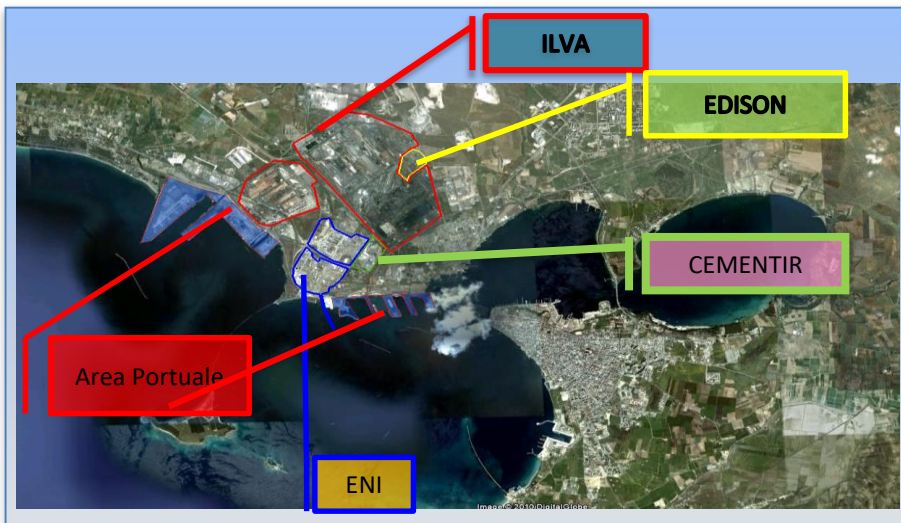 ILVA
EDISON
CEMENTIR
Area Portuale
ENI
Image © 2010 DigitalGlobe